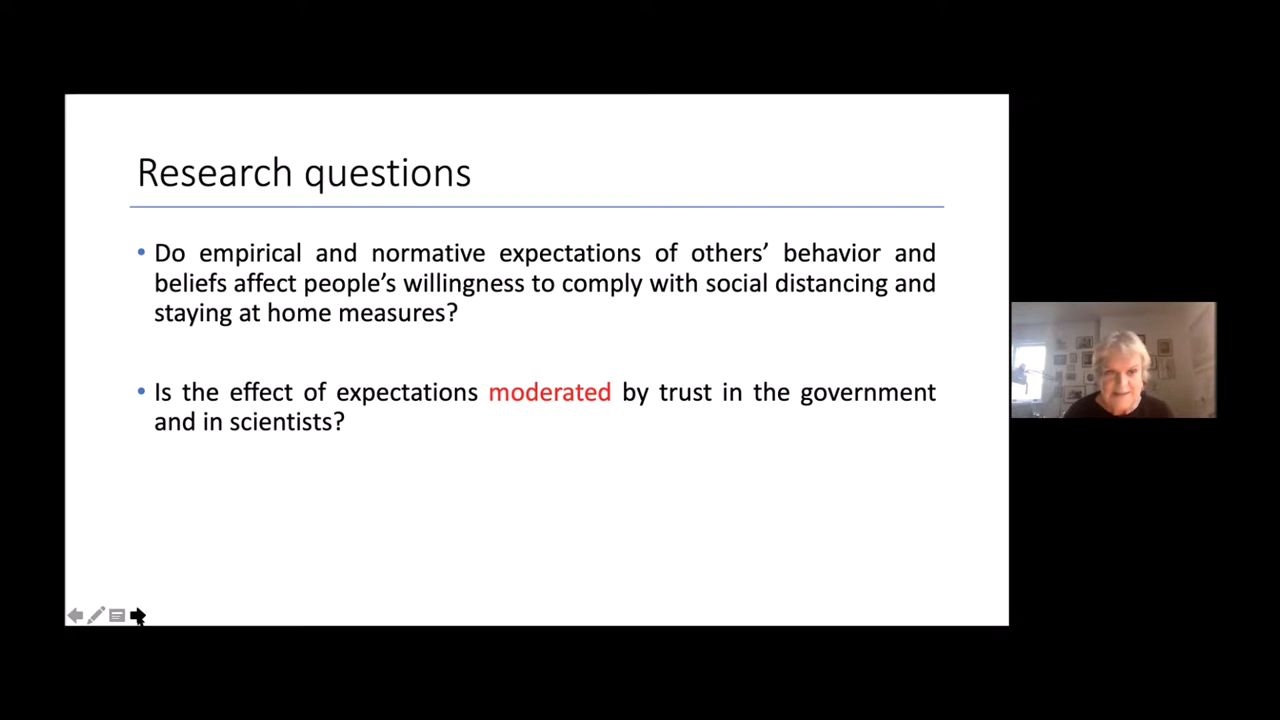 Research questions
• Do empirical and normative expectations of others’ behavior and
beliefs affect people’s willingness to comply with social distancing and
staying at home measures?
• Is the effect of expectations moderated by trust in the government
and in scientists?